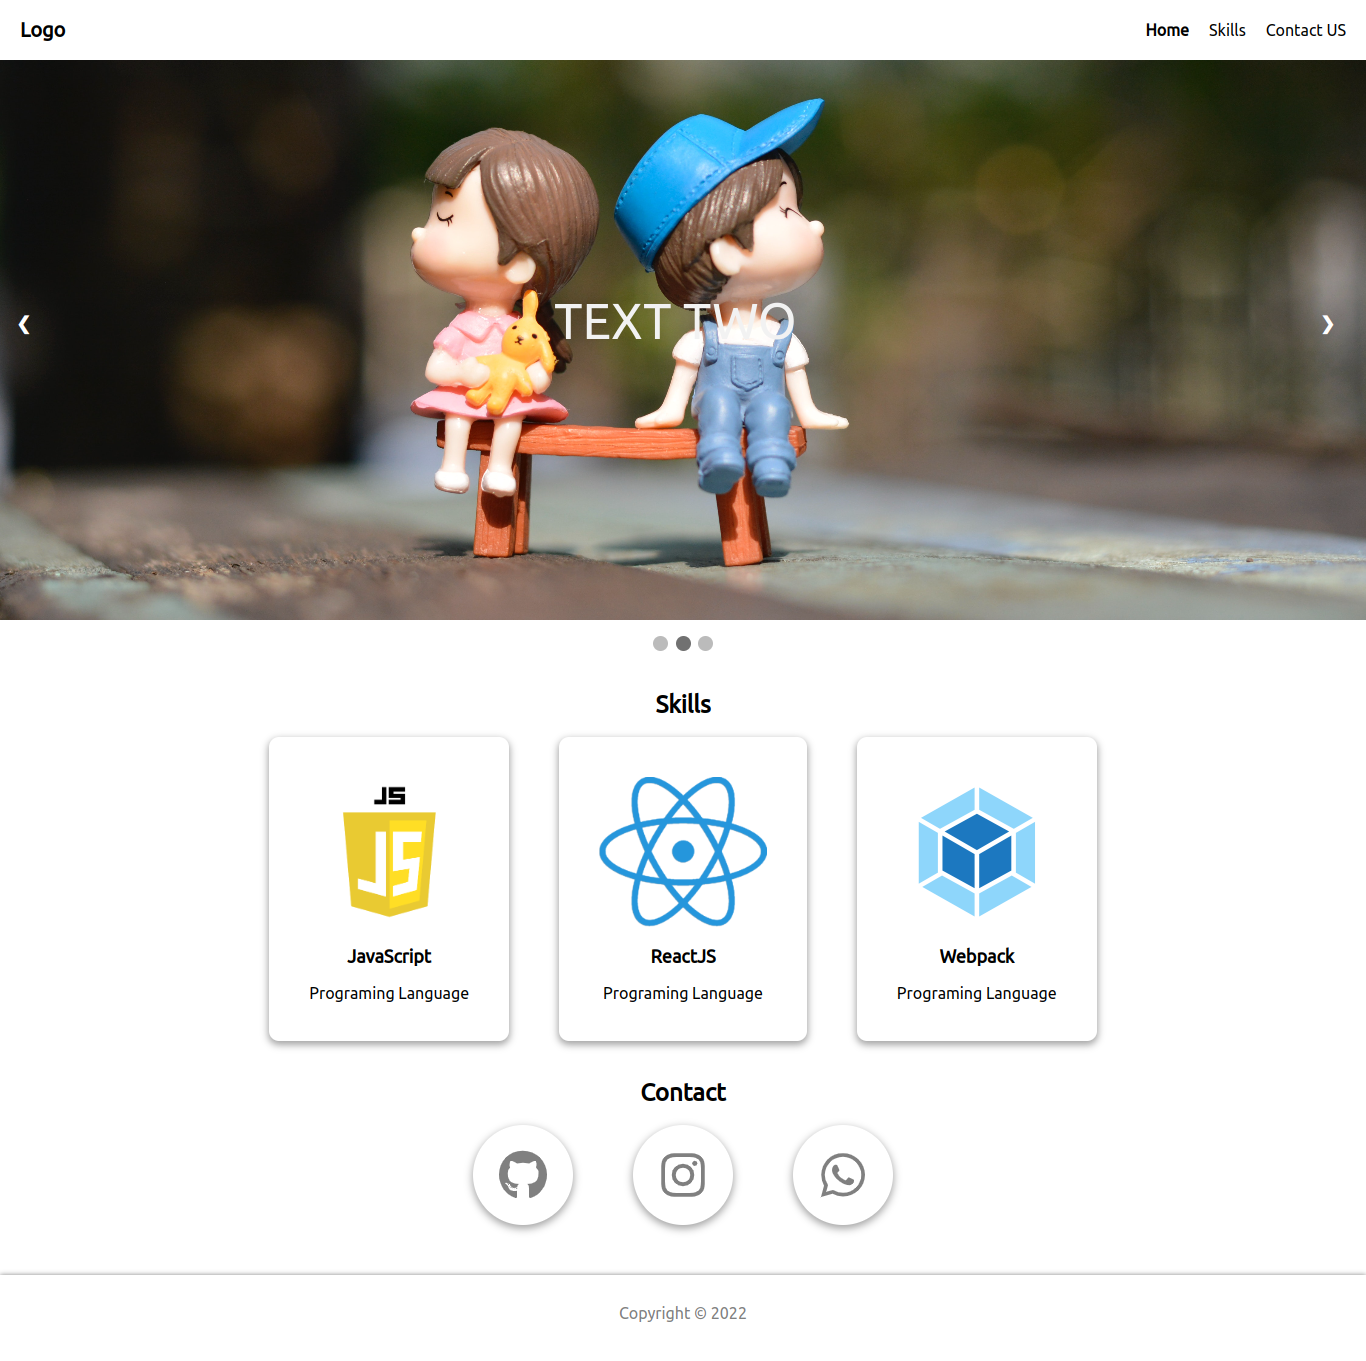 Logo
Home Skills Contact US
❮ TEXT TWO ❯
Skills
JS
JS
JavaScript
Programing Language
ReactJS
Programing Language
Webpack
Programing Language
Contact
Copyright © 2022